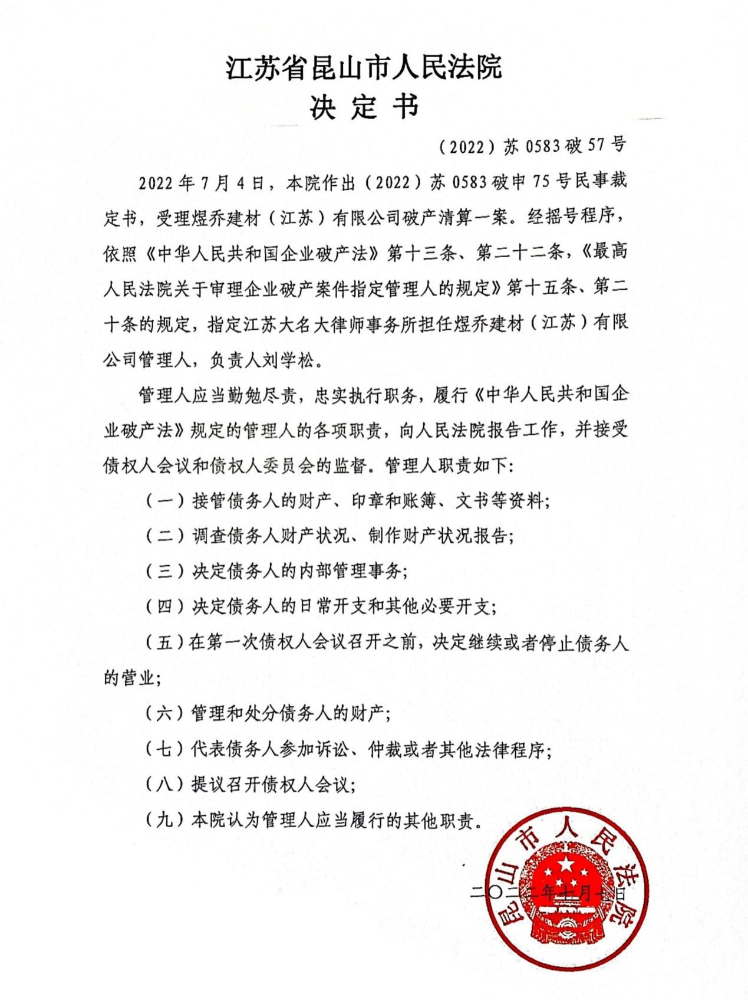 江苏省昆山市人民法院
决定书
（2022）苏0583破57号
2022年7月4日，本院作出（2022）苏0583破申75号民事裁
定书，受理煜乔建材（江苏）有限公司破产清算一案。经摇号程序，
依照《中华人民共和国企业破产法》第十三条、第二十二条，《最高
人民法院关于审理企业破产案件指定管理人的规定》第十五条、第二
十条的规定，指定江苏大名大律师事务所担任煜乔建材（江苏）有限
公司管理人，负责人刘学松。
管理人应当勤勉尽责，忠实执行职务，履行《中华人民共和国企
业破产法》规定的管理人的各项职责，向人民法院报告工作，并接受
债权人会议和债权人委员会的监督。管理人职责如下：
（一）接管债务人的财产、印章和账簿、文书等资料；
（二）调查债务人财产状况、制作财产状况报告；
（三）决定债务人的内部管理事务；
（四）决定债务人的日常开支和其他必要开支；
（五）在第一次债权人会议召开之前，决定继续或者停止债务人
的营业；
（六）管理和处分债务人的财产；
（七）代表债务人参加诉讼、仲裁或者其他法律程序；
（八）提议召开债权人会议；
（九）本院认为管理人应当履行的其他职责。
二〇二二年七月七日
昆山市人民法院